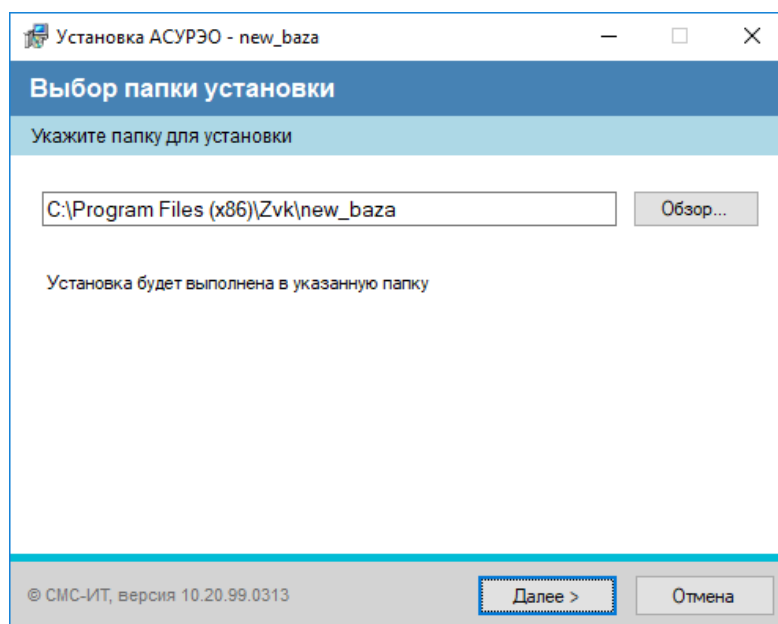 Установка АСУРЭО - new_baza
Выбор папки установки
Укажите папку для установки
C:\Program Files (x86)\Zvk\new_baza
Обзор...
Установка будет выполнена в указанную папку
© СМС-ИТ, версия 10.20.99.0313
Далее >
Отмена